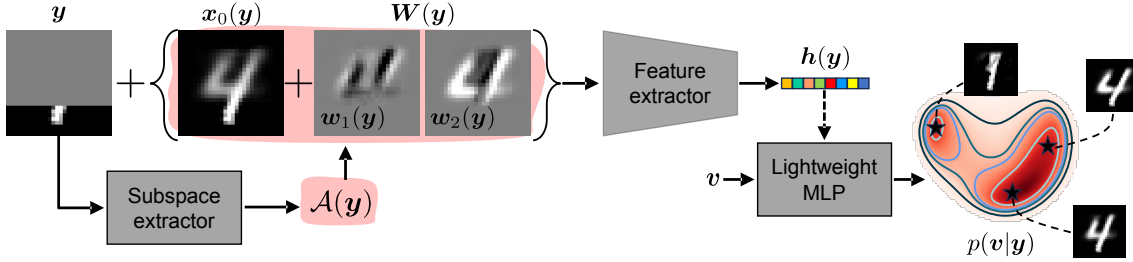 y
x₀(y)
W(y)
+
+
w₁(y)
w₂(y)
Feature
extractor
h(y)
Subspace
extractor
𝒜(y)
v
Lightweight
MLP
p(v|y)